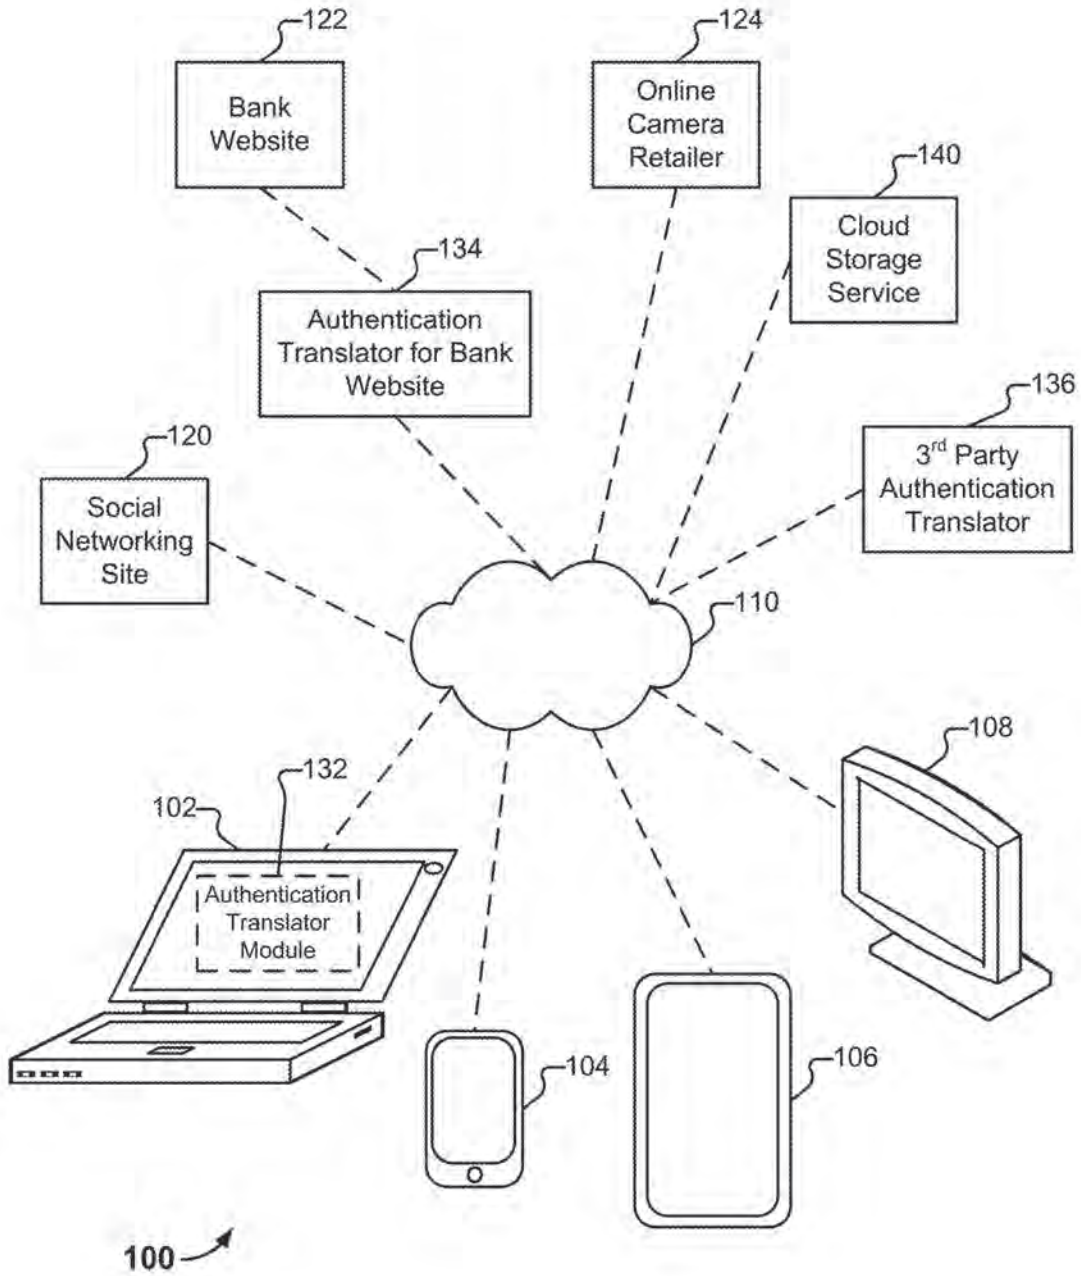 122
Bank
Website
124
Online
Camera
Retailer
140
Cloud
Storage
Service
134
Authentication
Translator for Bank
Website
136
3rd Party
Authentication
Translator
120
Social
Networking
Site
110
108
132
102
Authentication
Translator
Module
104
106
100